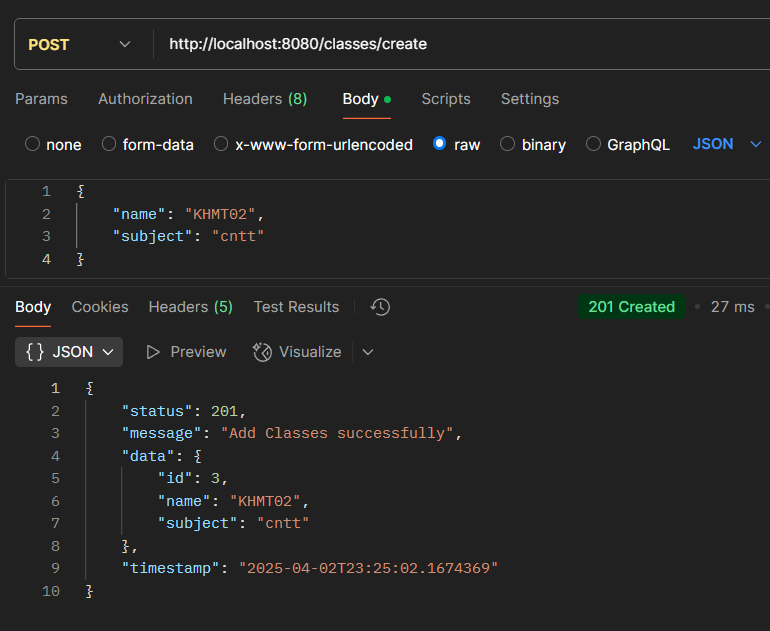 POST http://localhost:8080/classes/create
Params Authorization Headers (8) Body Scripts Settings
none form-data x-www-form-urlencoded raw binary GraphQL JSON
1 {
2 "name": "KHMT02",
3 "subject": "cntt"
4 }
Body Cookies Headers (5) Test Results 201 Created • 27 ms •
{} JSON Preview Visualize
1 {
2 "status": 201,
3 "message": "Add Classes successfully",
4 "data": {
5 "id": 3,
6 "name": "KHMT02",
7 "subject": "cntt"
8 },
9 "timestamp": "2025-04-02T23:25:02.1674369"
10 }